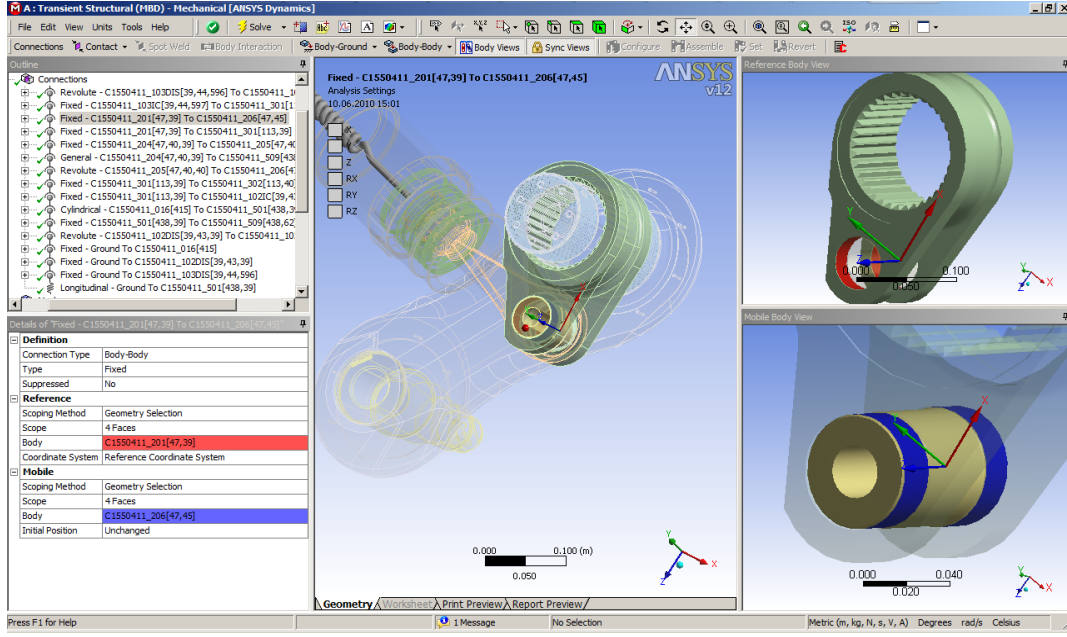 A : Transient Structural (MBD) - Mechanical [ANSYS Dynamics]
File Edit View Units Tools Help Solve
Connections Contact Spot Weld Body Interaction Body-Ground Body-Body Body Views Sync Views Configure Assemble Set Revert
Outline
Connections
Revolute - C1550411_103DIS[39,44,596] To C1550411_1
Fixed - C1550411_103IC[39,44,597] To C1550411_301[1
Fixed - C1550411_201[47,39] To C1550411_206[47,45]
Fixed - C1550411_201[47,39] To C1550411_301[113,39]
Fixed - C1550411_204[47,40,39] To C1550411_205[47,4
General - C1550411_204[47,40,39] To C1550411_509[43
Revolute - C1550411_205[47,40,40] To C1550411_206[4
Fixed - C1550411_301[113,39] To C1550411_302[113,40
Fixed - C1550411_301[113,39] To C1550411_102IC[39,4
Cylindrical - C1550411_016[415] To C1550411_501[438,3
Fixed - C1550411_501[438,39] To C1550411_509[438,62]
Revolute - C1550411_102DIS[39,43,39] To C1550411_10
Fixed - Ground To C1550411_016[415]
Fixed - Ground To C1550411_102DIS[39,43,39]
Fixed - Ground To C1550411_103DIS[39,44,596]
Longitudinal - Ground To C1550411_501[438,39]
Details of "Fixed - C1550411_201[47,39] To C1550411_206[47,45]"
Definition
Connection Type Body-Body
Type Fixed
Suppressed No
Reference
Scoping Method Geometry Selection
Scope 4 Faces
Body C1550411_201[47,39]
Coordinate System Reference Coordinate System
Mobile
Scoping Method Geometry Selection
Scope 4 Faces
Body C1550411_206[47,45]
Initial Position Unchanged
Fixed - C1550411_201[47,39] To C1550411_206[47,45]
Analysis Settings
10.06.2010 15:01
Z
RX
RY
RZ
ANSYS
v12
0.000 0.100 (m)
0.050
Y
X
Z
Geometry Worksheet Print Preview Report Preview
Reference Body View
Y
X
Z
0.000 0.100
0.050
Y
X
Z
Mobile Body View
X
0.000 0.040
0.020
Y
X
Z
Press F1 for Help 1 Message No Selection Metric (m, kg, N, s, V, A) Degrees rad/s Celsius